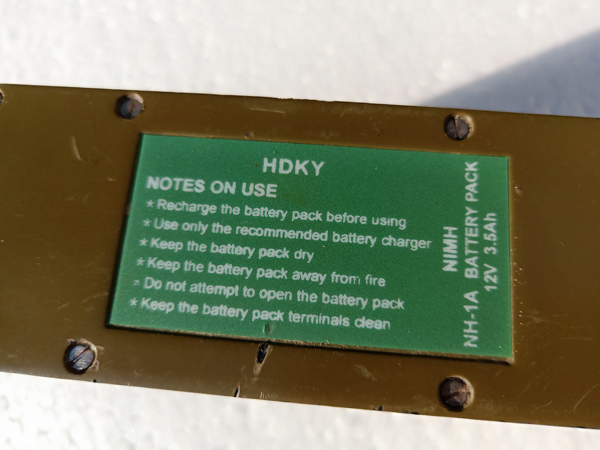 HDKY
NOTES ON USE
* Recharge the battery pack before using
* Use only the recommended battery charger
* Keep the battery pack dry
* Keep the battery pack away from fire
* Do not attempt to open the battery pack
* Keep the battery pack terminals clean
NIMH
NH-1A BATTERY PACK
12V 3.5Ah